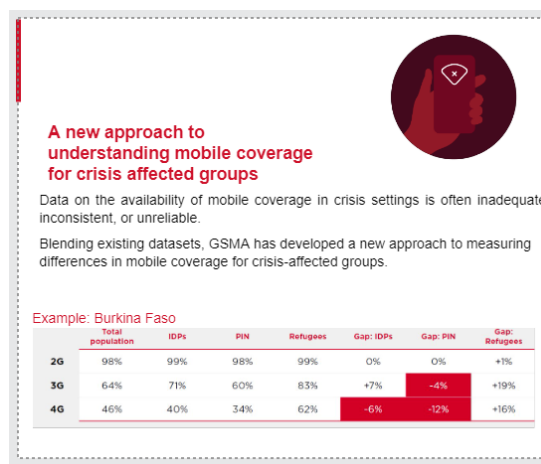 A new approach to
understanding mobile coverage
for crisis affected groups
Data on the availability of mobile coverage in crisis settings is often inadequate
inconsistent, or unreliable.
Blending existing datasets, GSMA has developed a new approach to measuring
differences in mobile coverage for crisis-affected groups.
Example: Burkina Faso
Total population IDPs PIN Refugees Gap: IDPs Gap: PIN Gap: Refugees
2G 98% 99% 98% 99% 0% 0% +1%
3G 64% 71% 60% 83% +7% -4% +19%
4G 46% 40% 34% 62% -6% -12% +16%